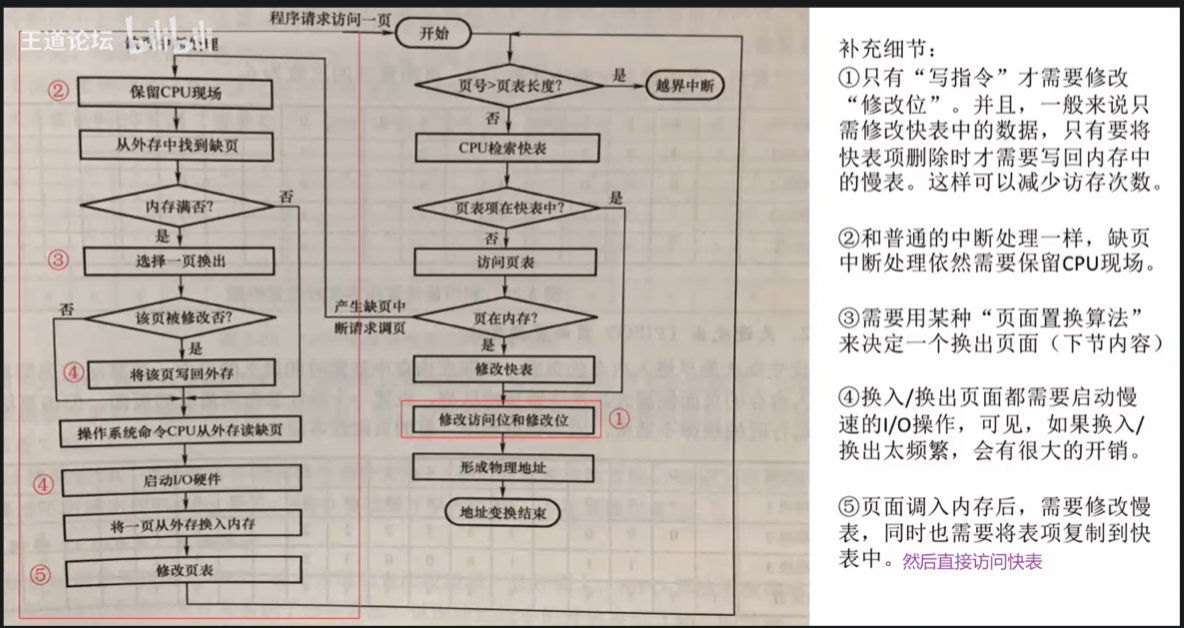 王道论坛
程序请求访问一页
开始
保留CPU现场
从外存中找到缺页
内存满否？
否
是
选择一页换出
该页被修改否？
否
是
将该页写回外存
操作系统命令CPU从外存读缺页
启动I/O硬件
将一页从外存换入内存
修改页表
②
③
④
④
⑤
页号>页表长度？
是
越界中断
否
CPU检索快表
页表项在快表中？
是
否
访问页表
产生缺页中
断请求调页
页在内存？
是
修改快表
修改访问位和修改位
①
形成物理地址
地址变换结束
补充细节：
①只有“写指令”才需要修改
“修改位”。并且，一般来说只
需修改快表中的数据，只有要将
快表项删除时才需要写回内存中
的慢表。这样可以减少访存次数。
②和普通的中断处理一样，缺页
中断处理依然需要保留CPU现场。
③需要用某种“页面置换算法”
来决定一个换出页面（下节内容）
④换入/换出页面都需要启动慢
速的I/O操作，可见，如果换入/
换出太频繁，会有很大的开销。
⑤页面调入内存后，需要修改慢
表，同时也需要将表项复制到快
表中。然后直接访问快表